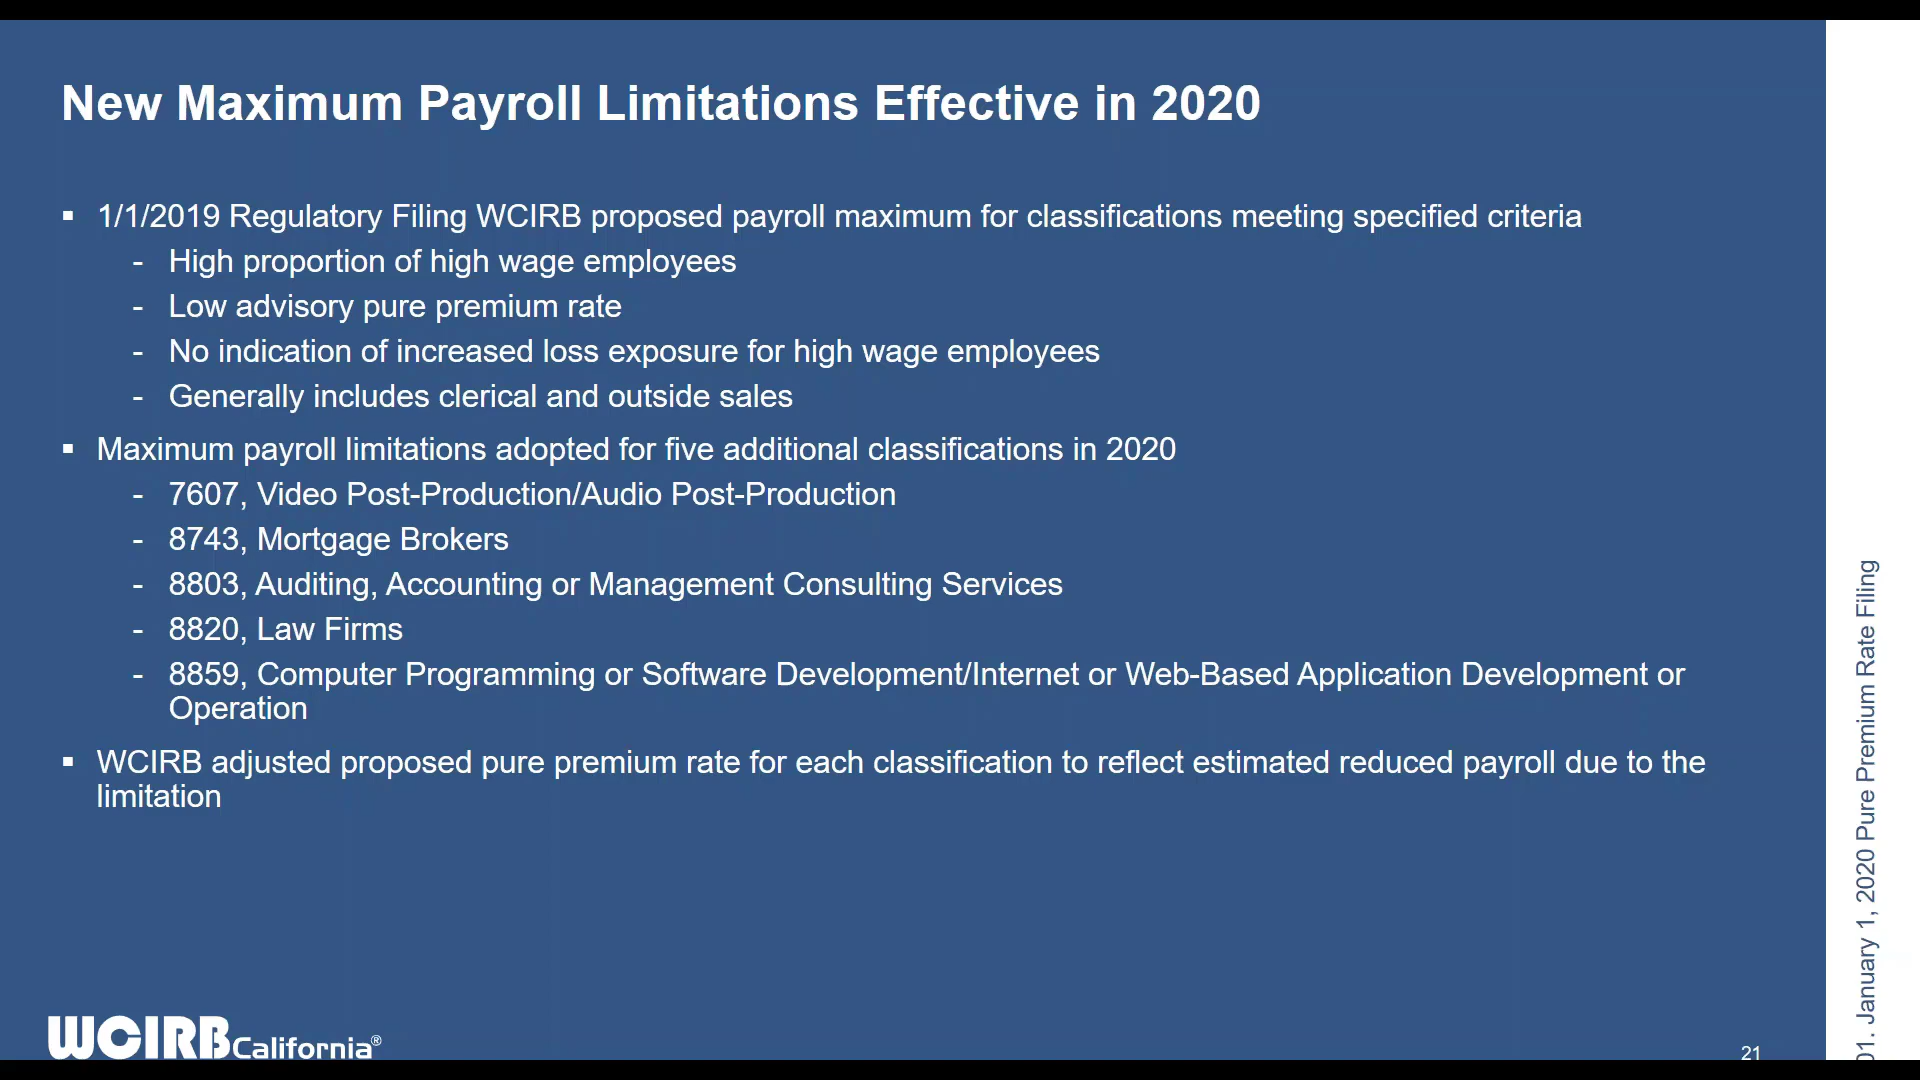 New Maximum Payroll Limitations Effective in 2020
▪ 1/1/2019 Regulatory Filing WCIRB proposed payroll maximum for classifications meeting specified criteria
- High proportion of high wage employees
- Low advisory pure premium rate
- No indication of increased loss exposure for high wage employees
- Generally includes clerical and outside sales
▪ Maximum payroll limitations adopted for five additional classifications in 2020
- 7607, Video Post-Production/Audio Post-Production
- 8743, Mortgage Brokers
- 8803, Auditing, Accounting or Management Consulting Services
- 8820, Law Firms
- 8859, Computer Programming or Software Development/Internet or Web-Based Application Development or
Operation
▪ WCIRB adjusted proposed pure premium rate for each classification to reflect estimated reduced payroll due to the
limitation
WCIRB California®
21
01. January 1, 2020 Pure Premium Rate Filing